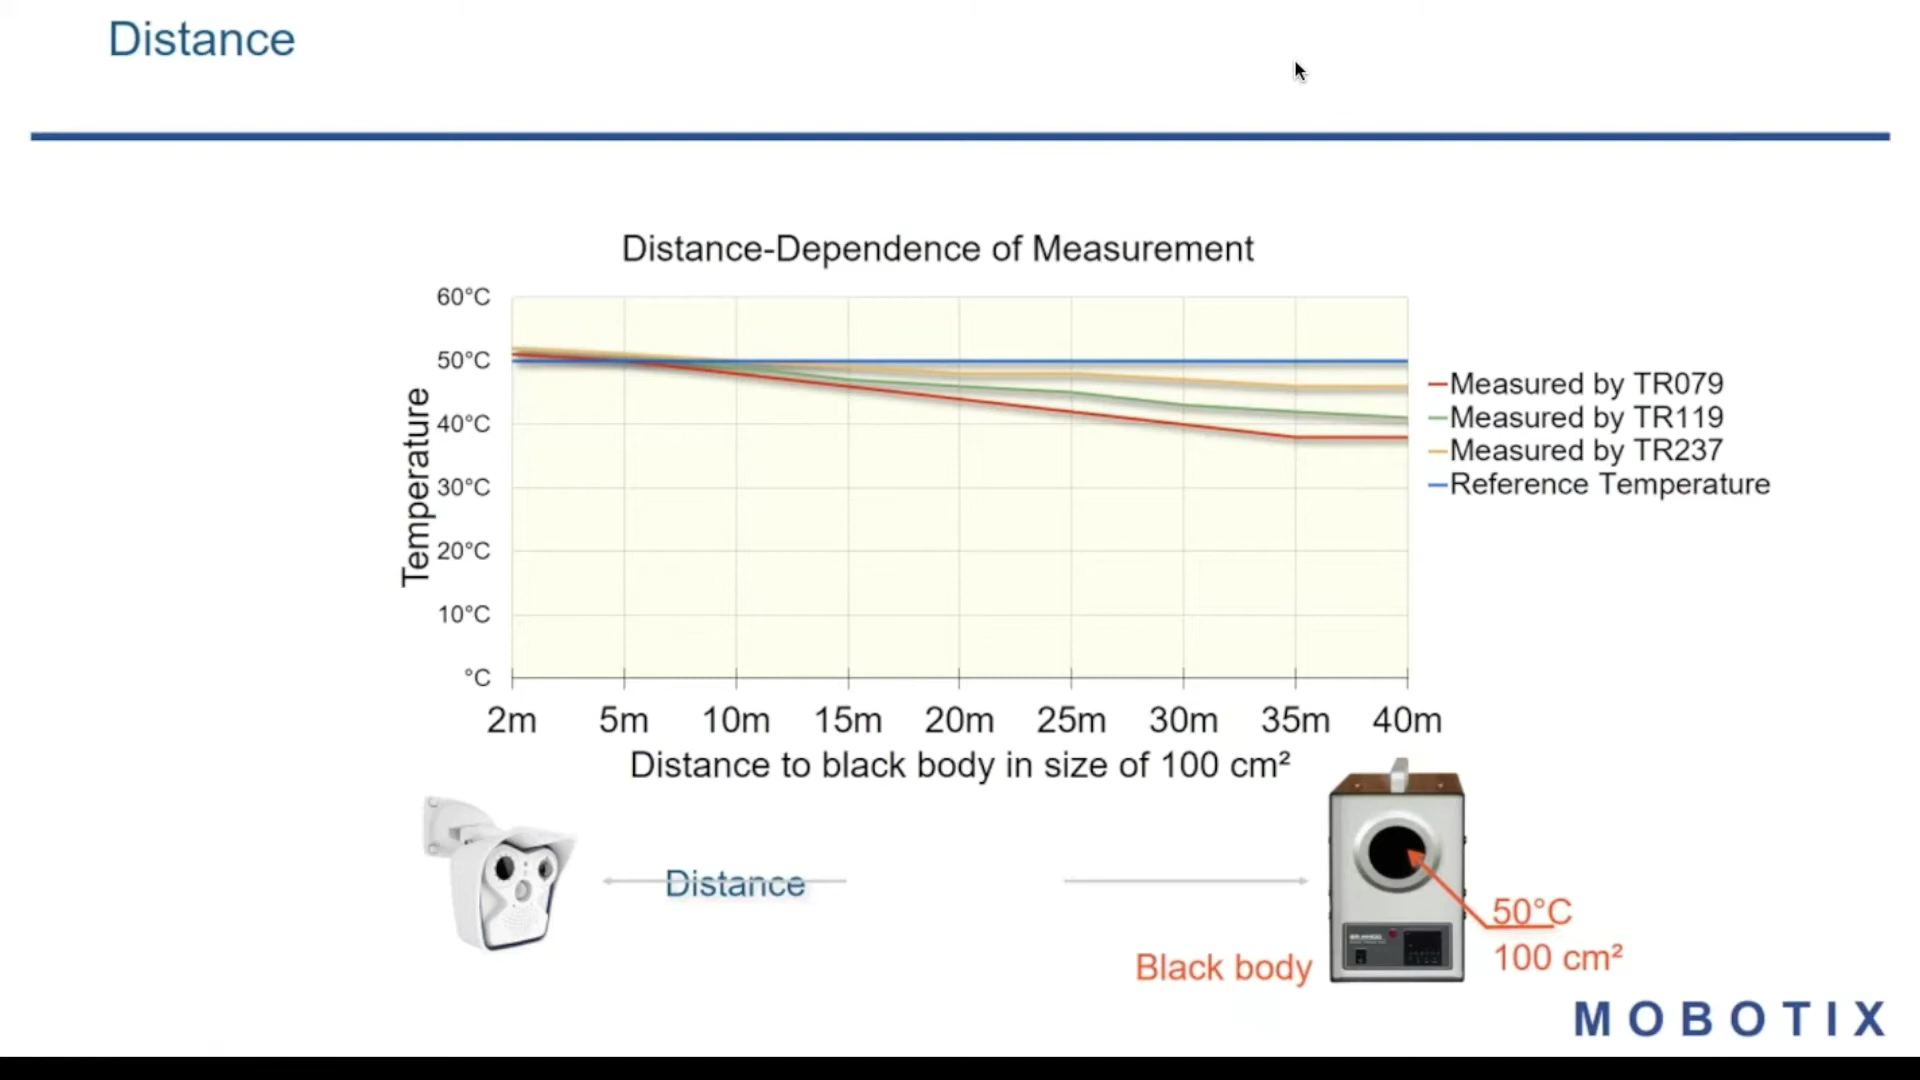 Distance
Distance-Dependence of Measurement
60°C
50°C
40°C
30°C
20°C
10°C
°C
Temperature
2m 5m 10m 15m 20m 25m 30m 35m 40m
Distance to black body in size of 100 cm²
Measured by TR079
Measured by TR119
Measured by TR237
Reference Temperature
Distance
50°C
100 cm²
Black body
MOBOTIX